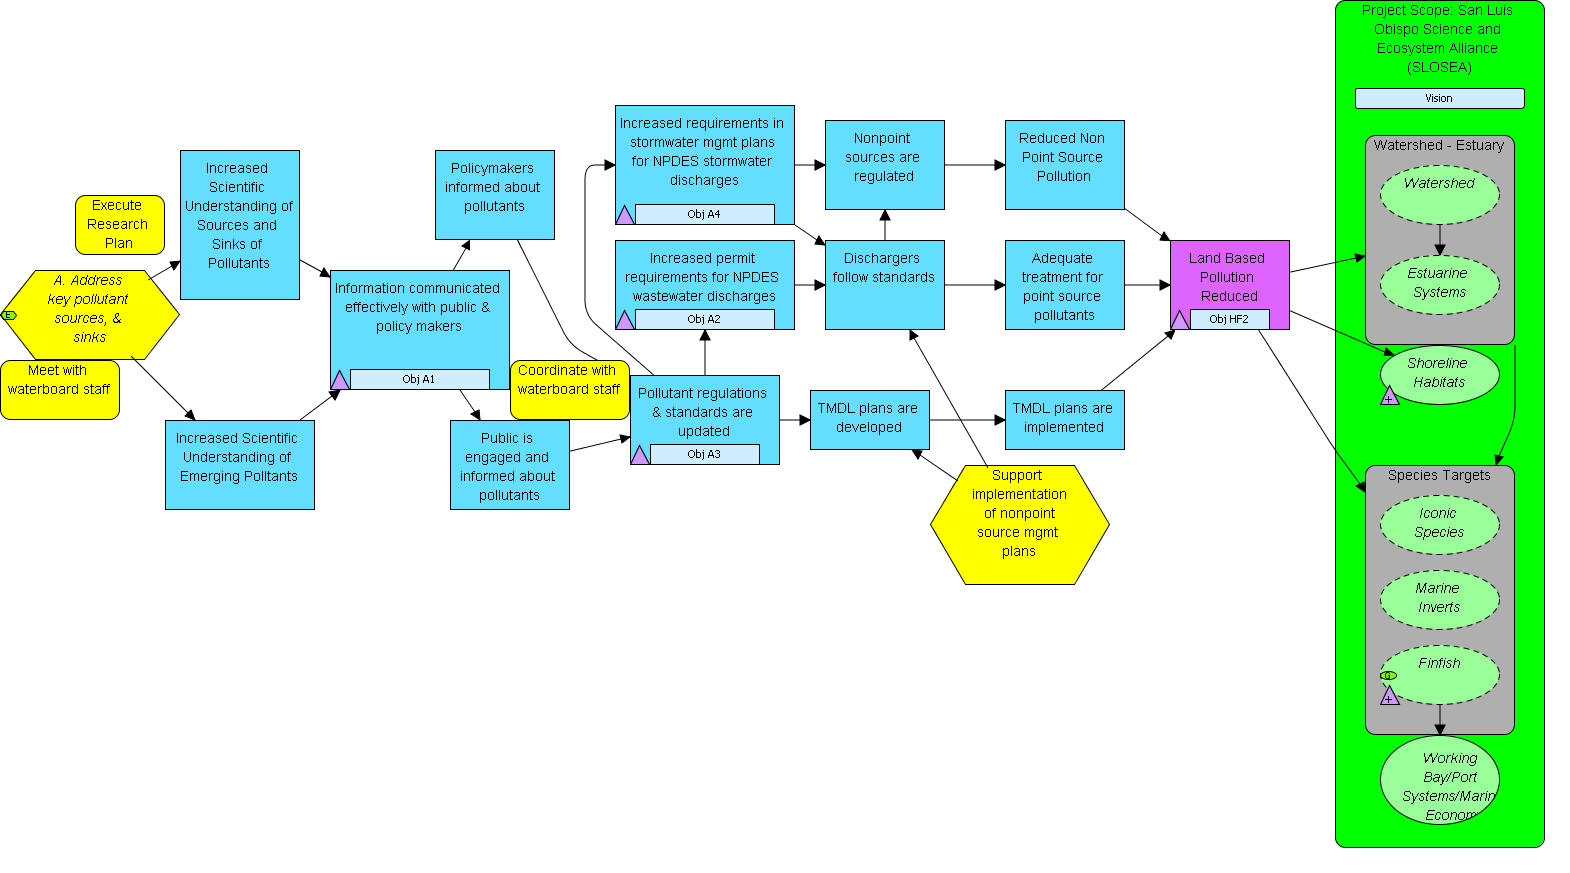 Execute
Research
Plan
A. Address
key pollutant
sources, &
sinks
E
Meet with
waterboard staff
Increased
Scientific
Understanding of
Sources and
Sinks of
Pollutants
Increased Scientific
Understanding of
Emerging Polltants
Information communicated
effectively with public &
policy makers
Obj A1
Policymakers
informed about
pollutants
Public is
engaged and
informed about
pollutants
Coordinate with
waterboard staff
Increased requirements in
stormwater mgmt plans
for NPDES stormwater
discharges
Obj A4
Increased permit
requirements for NPDES
wastewater discharges
Obj A2
Pollutant regulations
& standards are
updated
Obj A3
Nonpoint
sources are
regulated
Dischargers
follow standards
TMDL plans are
developed
Support
implementation
of nonpoint
source mgmt
plans
Reduced Non
Point Source
Pollution
Adequate
treatment for
point source
pollutants
TMDL plans are
implemented
Land Based
Pollution
Reduced
Obj HF2
Project Scope: San Luis
Obispo Science and
Ecosystem Alliance
(SLOSEA)
Vision
Watershed - Estuary
Watershed
Estuarine
Systems
Shoreline
Habitats
+
Species Targets
Iconic
Species
Marine
Inverts
Finfish
G
+
Working
Bay/Port
Systems/Marin
Econom